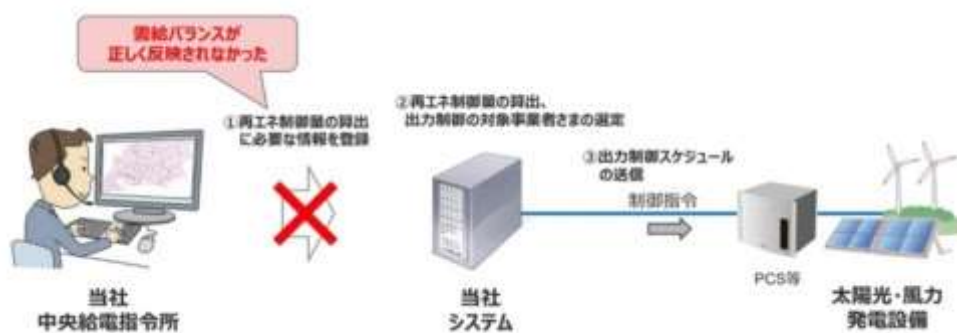 需給バランスが
正しく反映されなかった
①再エネ制御量の算出
に必要な情報を登録
②再エネ制御量の算出、
出力制御の対象事業者さまの選定
③出力制御スケジュール
の送信
制御指令
PCS等
当社
中央給電指令所
当社
システム
太陽光・風力
発電設備